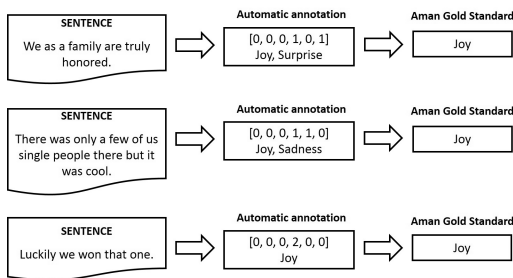 Automatic annotation
Aman Gold Standard
SENTENCE
We as a family are truly
honored.
[0, 0, 0, 1, 0, 1]
Joy, Surprise
Joy
Automatic annotation
Aman Gold Standard
SENTENCE
There was only a few of us
single people there but it
was cool.
[0, 0, 0, 1, 1, 0]
Joy, Sadness
Joy
Automatic annotation
Aman Gold Standard
SENTENCE
Luckily we won that one.
[0, 0, 0, 2, 0, 0]
Joy
Joy